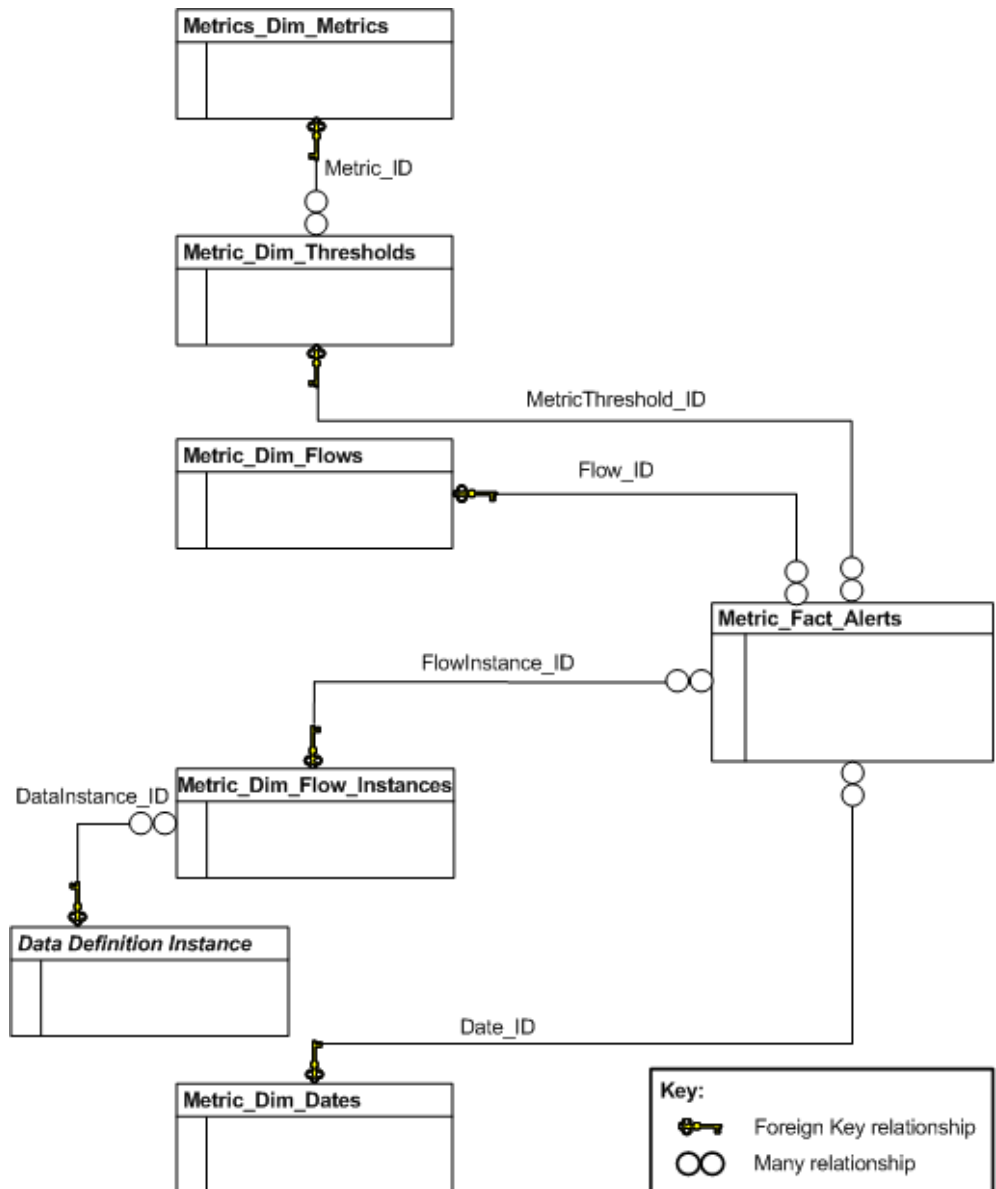 Metrics_Dim_Metrics
Metric_ID
Metric_Dim_Thresholds
MetricThreshold_ID
Metric_Dim_Flows
Flow_ID
Metric_Fact_Alerts
FlowInstance_ID
Metric_Dim_Flow_Instances
DataInstance_ID
Data Definition Instance
Date_ID
Metric_Dim_Dates
Key:
Foreign Key relationship
Many relationship